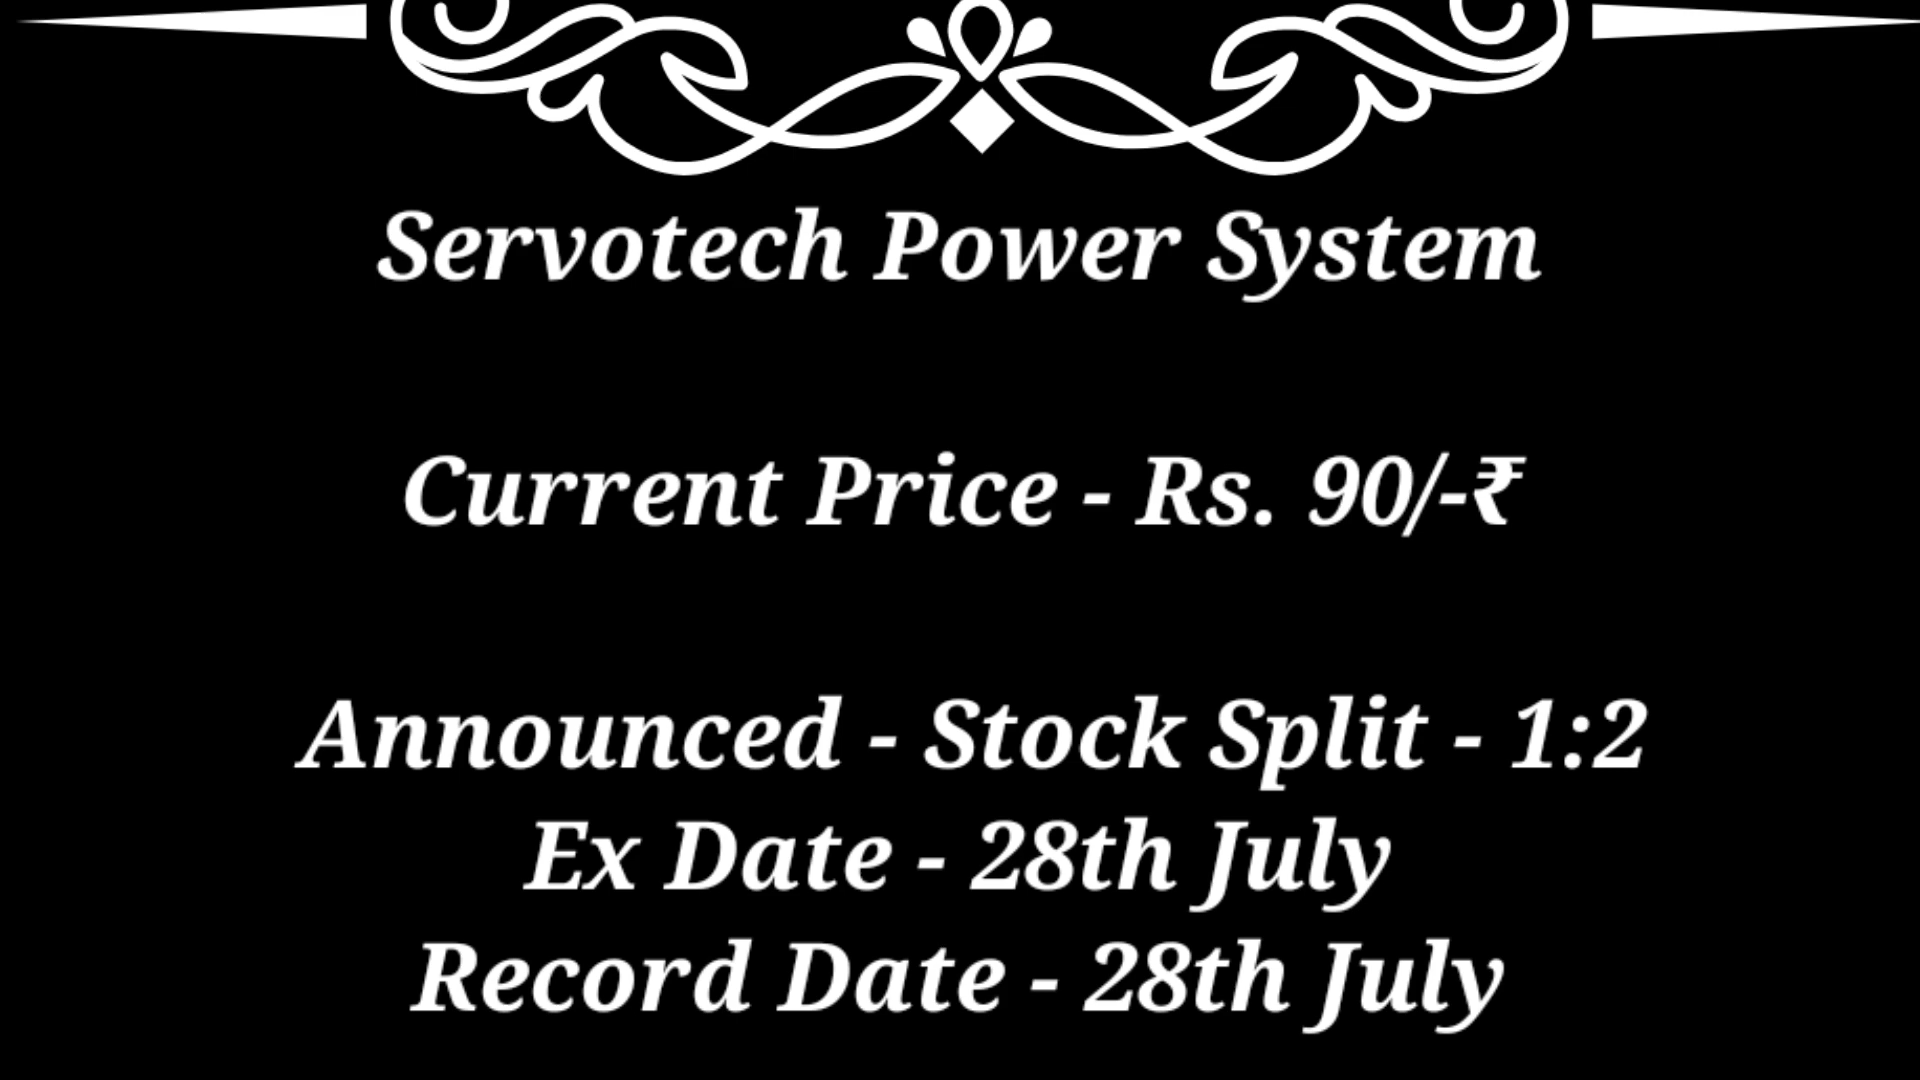 Servotech Power System
Current Price - Rs. 90/-₹
Announced - Stock Split - 1:2
Ex Date - 28th July
Record Date - 28th July